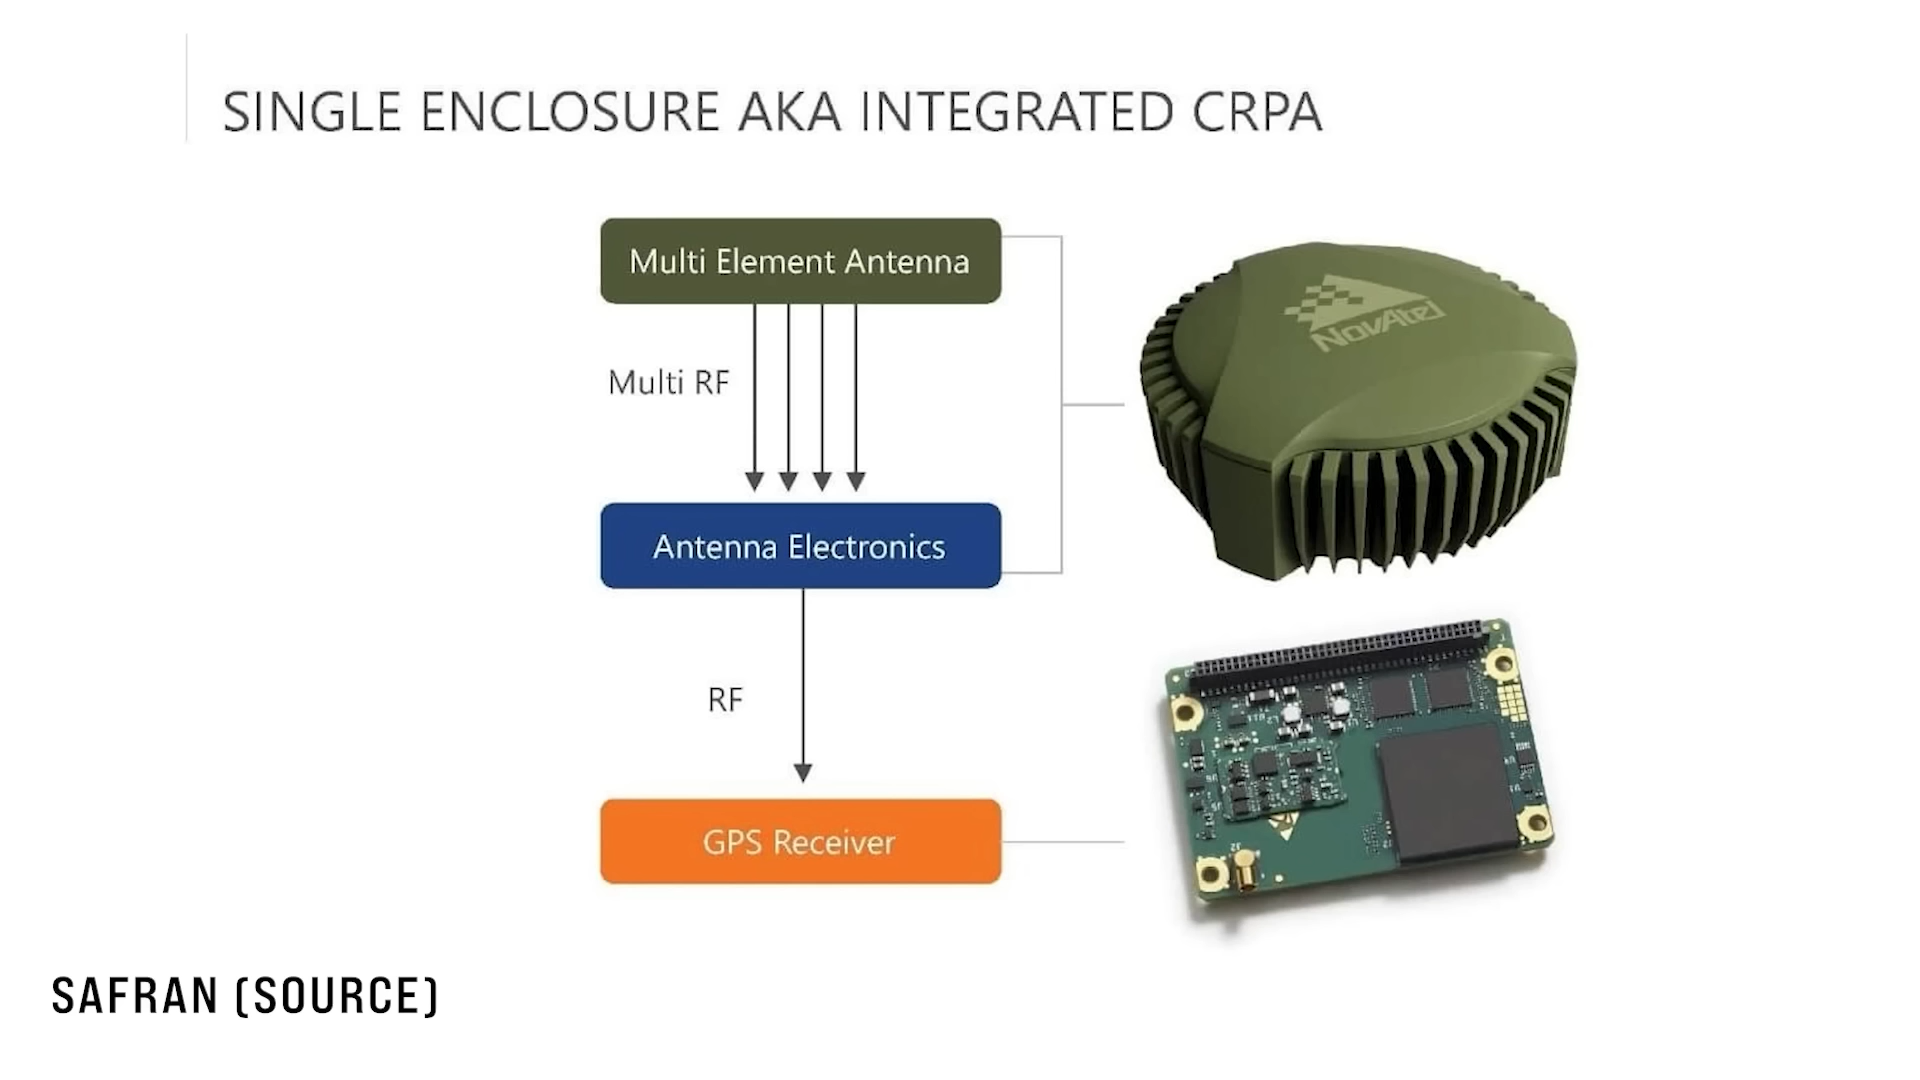 SINGLE ENCLOSURE AKA INTEGRATED CRPA
Multi Element Antenna
NovAtel
Multi RF
Antenna Electronics
RF
GPS Receiver
SAFRAN (SOURCE)